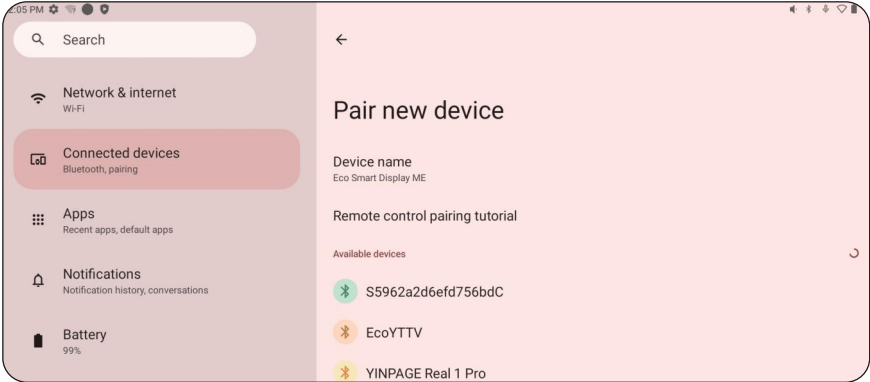 2:05 PM
Search
Network & internet
Wi-Fi
Connected devices
Bluetooth, pairing
Apps
Recent apps, default apps
Notifications
Notification history, conversations
Battery
99%
Pair new device
Device name
Eco Smart Display ME
Remote control pairing tutorial
Available devices
S5962a2d6efd756bdC
EcoYTTV
YINPAGE Real 1 Pro